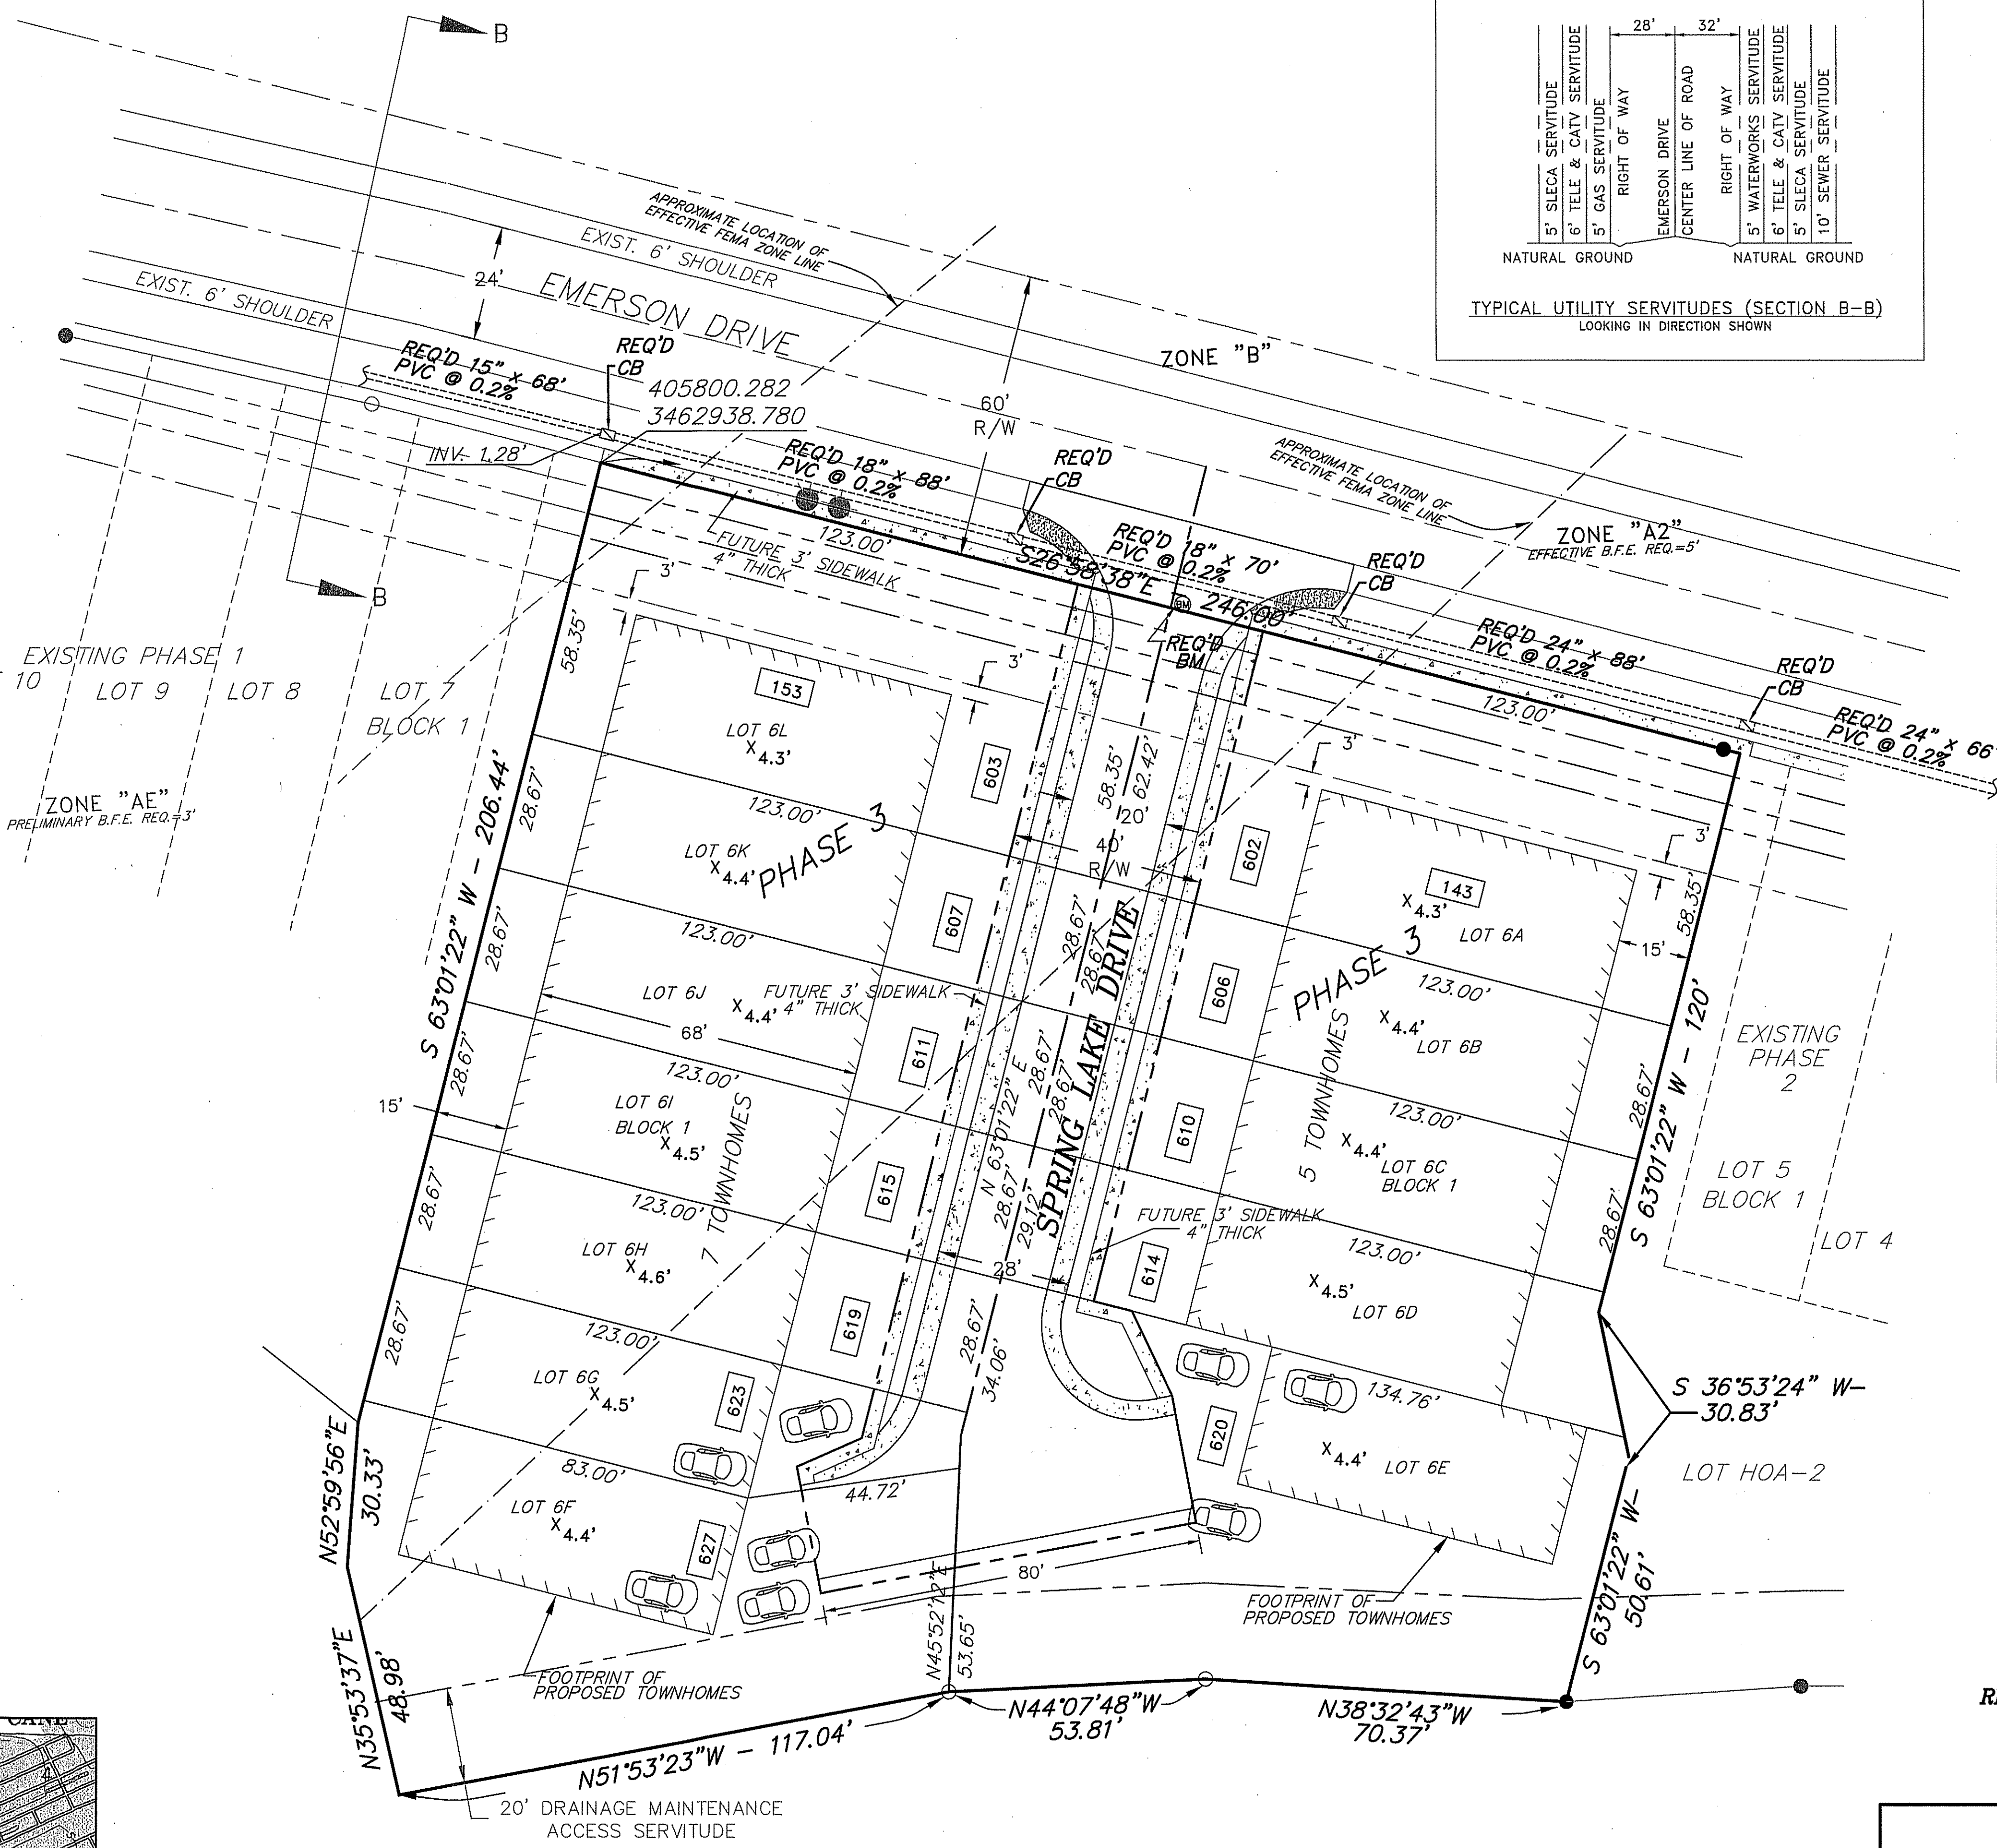 B
28'
32'
5' SLECA SERVITUDE
6' TELE & CATV SERVITUDE
5' GAS SERVITUDE
RIGHT OF WAY
EMERSON DRIVE
CENTER LINE OF ROAD
RIGHT OF WAY
5' WATERWORKS SERVITUDE
6' TELE & CATV SERVITUDE
5' SLECA SERVITUDE
10' SEWER SERVITUDE
NATURAL GROUND
NATURAL GROUND
TYPICAL UTILITY SERVITUDES (SECTION B-B)
LOOKING IN DIRECTION SHOWN
APPROXIMATE LOCATION OF
EFFECTIVE FEMA ZONE LINE
EXIST. 6' SHOULDER
24'
EMERSON DRIVE
EXIST. 6' SHOULDER
ZONE "B"
REQ'D 15" X 68'
PVC @ 0.2%
REQ'D
CB
405800.282
3462938.780
INV- 1.28'
60'
R/W
REQ'D 18" X 88'
PVC @ 0.2%
REQ'D
CB
APPROXIMATE LOCATION OF
EFFECTIVE FEMA ZONE LINE
ZONE "A2"
EFFECTIVE B.F.E. REQ.=5'
FUTURE 3' SIDEWALK
4" THICK
123.00'
S26°58'38"E
246.00'
REQ'D 18" X 70'
PVC @ 0.2%
BM
REQ'D
BM
REQ'D
CB
REQ'D 24" X 88'
PVC @ 0.2%
REQ'D
CB
REQ'D 24" X 66'
PVC @ 0.2%
123.00'
B
3'
3'
3'
3'
EXISTING PHASE 1
10
LOT 9
LOT 8
LOT 7
BLOCK 1
ZONE "AE"
PRELIMINARY B.F.E. REQ.=3'
58.35'
S 63°01'22" W - 206.44'
28.67'
28.67'
28.67'
28.67'
28.67'
15'
153
LOT 6L
X 4.3'
603
123.00'
PHASE 3
LOT 6K
X 4.4'
607
123.00'
LOT 6J
X 4.4'
FUTURE 3' SIDEWALK
4" THICK
68'
611
123.00'
LOT 6I
BLOCK 1
X 4.5'
7 TOWNHOMES
615
123.00'
LOT 6H
X 4.6'
619
123.00'
LOT 6G
X 4.5'
623
83.00'
LOT 6F
X 4.4'
627
58.35'
62.42'
20'
40'
R/W
28.67'
28.67'
28.67'
28.67'
N 63°01'22" E
28.67'
29.12'
28'
28.67'
34.06'
SPRING LAKE DRIVE
602
143
X 4.3'
LOT 6A
58.35'
15'
PHASE 3
123.00'
606
X 4.4'
LOT 6B
5 TOWNHOMES
28.67'
S 63°01'22" W - 120'
123.00'
610
X 4.4'
LOT 6C
BLOCK 1
28.67'
FUTURE 3' SIDEWALK
4" THICK
123.00'
614
X 4.5'
LOT 6D
134.76'
620
X 4.4'
LOT 6E
EXISTING
PHASE
2
LOT 5
BLOCK 1
LOT 4
S 36°53'24" W-
30.83'
LOT HOA-2
S 63°01'22" W-
50.61'
N52°59'56"E
30.33'
N35°53'37"E
48.98'
44.72'
80'
N45°52'12"E
53.65'
FOOTPRINT OF
PROPOSED TOWNHOMES
FOOTPRINT OF
PROPOSED TOWNHOMES
N51°53'23"W - 117.04'
N44°07'48"W
53.81'
N38°32'43"W
70.37'
20' DRAINAGE MAINTENANCE
ACCESS SERVITUDE
4